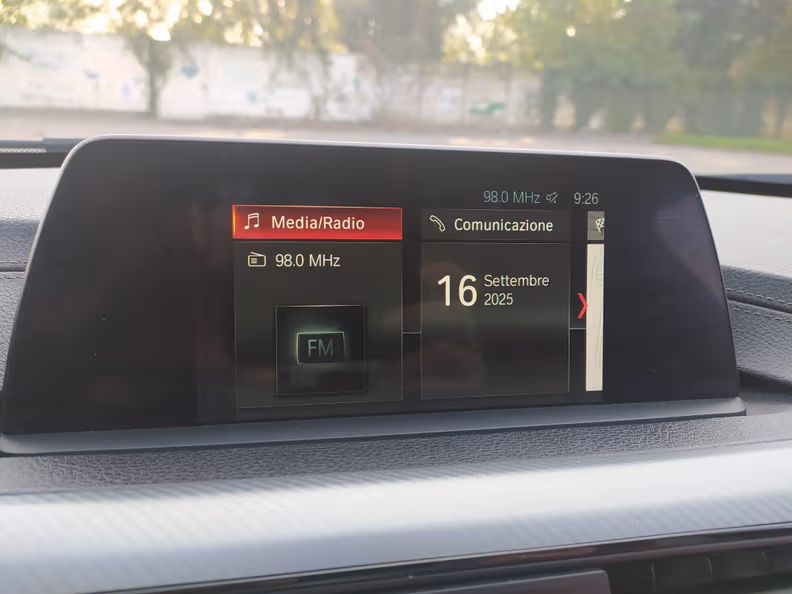 98.0 MHz 9:26
Media/Radio
Comunicazione
98.0 MHz
16 Settembre
2025
FM